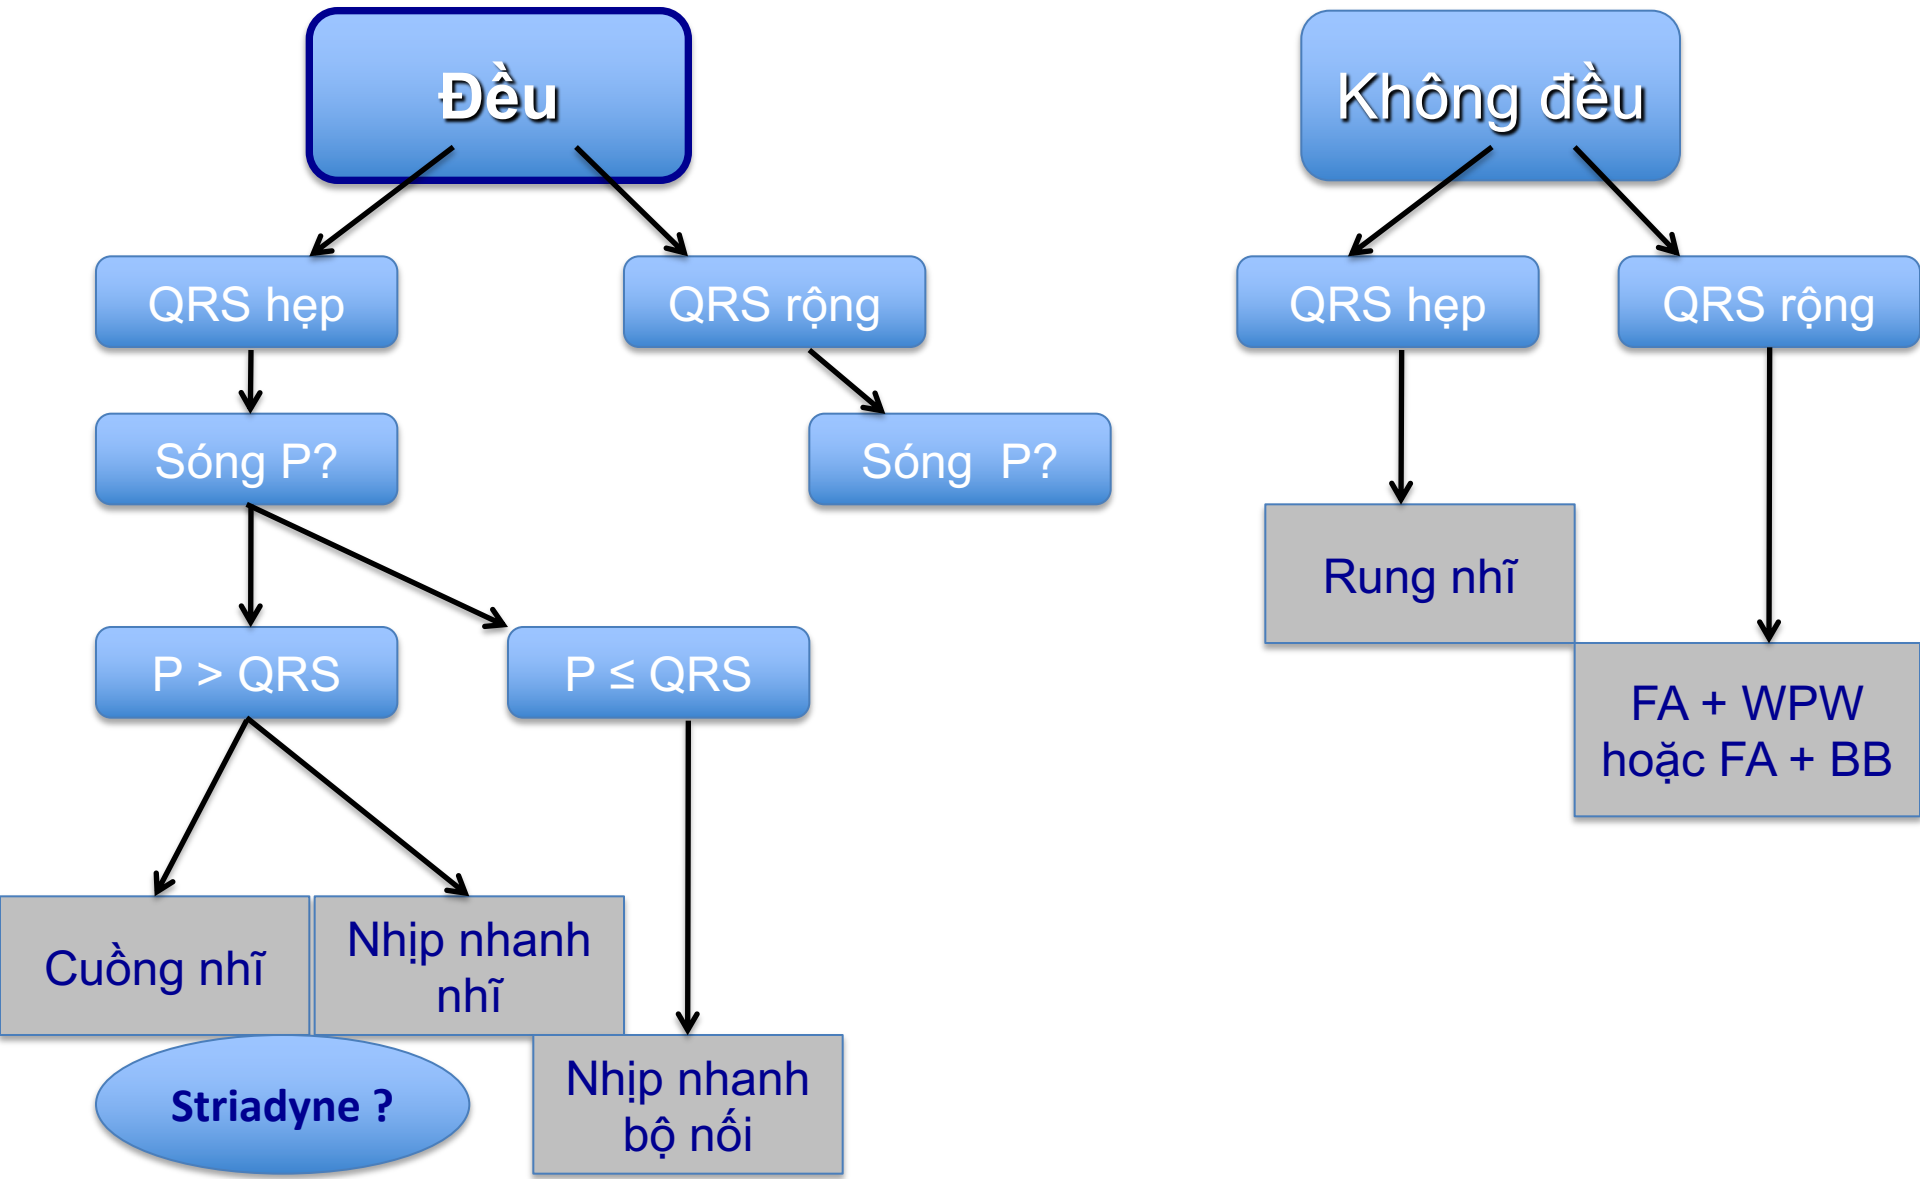 Đều
Không đều
QRS hẹp
QRS rộng
QRS hẹp
QRS rộng
Sóng P?
Sóng P?
Rung nhĩ
P > QRS
P ≤ QRS
FA + WPW
hoặc FA + BB
Cuồng nhĩ
Nhịp nhanh
nhĩ
Nhịp nhanh
bộ nối
Striadyne ?